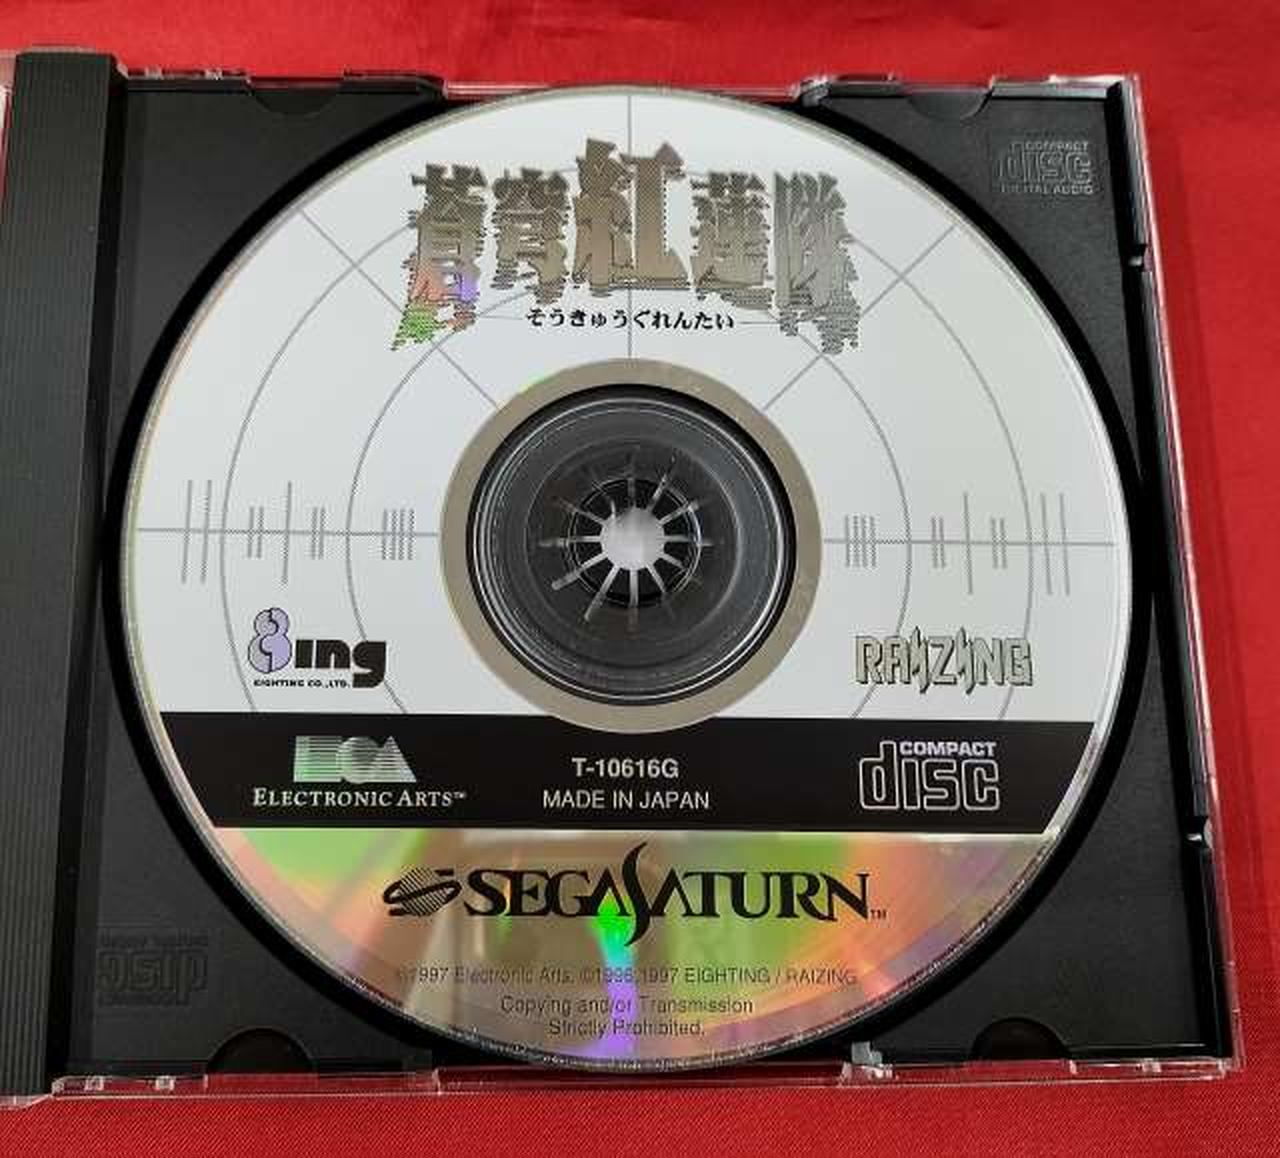 蒼穹紅蓮隊
そうきゅうぐれんたい
COMPACT
disc
DIGITAL AUDIO
8ing
EIGHTING CO.,LTD.
RAIZING
ELECTRONIC ARTS™
T-10616G
MADE IN JAPAN
COMPACT
disc
SEGA SATURN™
©1997 Electronic Arts. ©1996,1997 EIGHTING / RAIZING
Copying and/or Transmission
Strictly Prohibited.